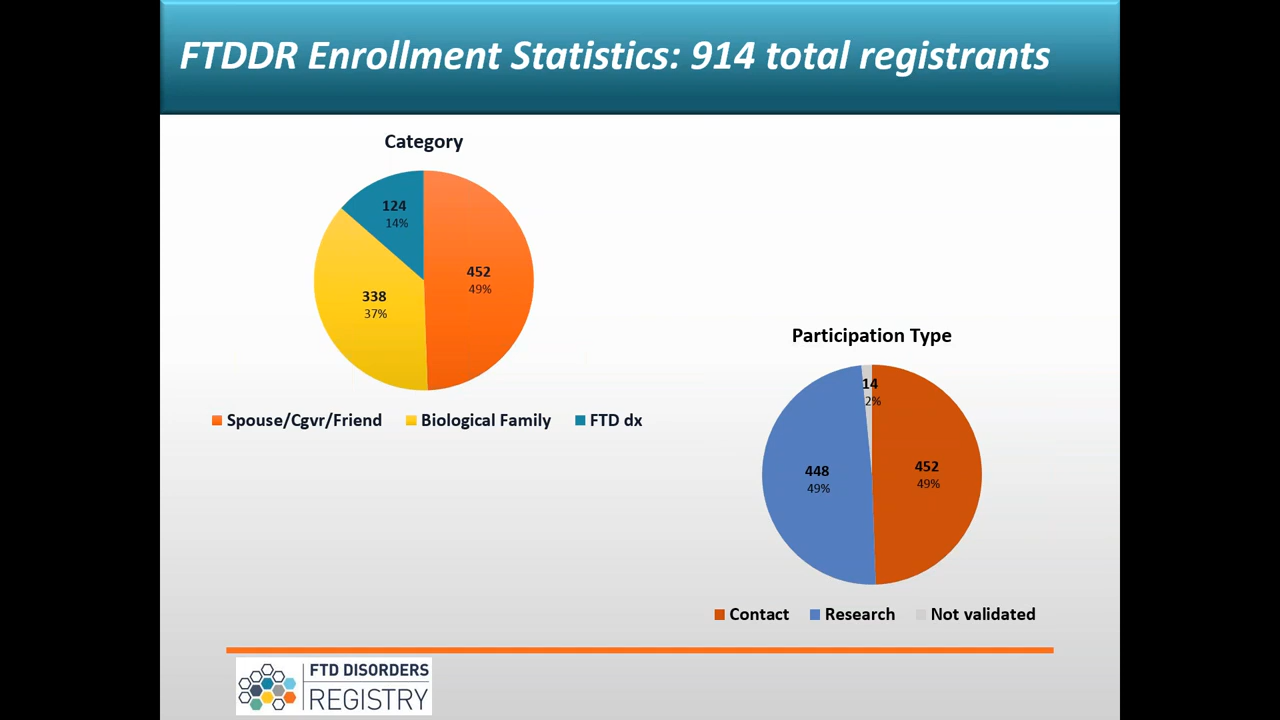 FTDDR Enrollment Statistics: 914 total registrants
Category
124
14%
452
49%
338
37%
Spouse/Cgvr/Friend Biological Family FTD dx
Participation Type
14
2%
448
49%
452
49%
Contact Research Not validated
FTD DISORDERS
REGISTRY